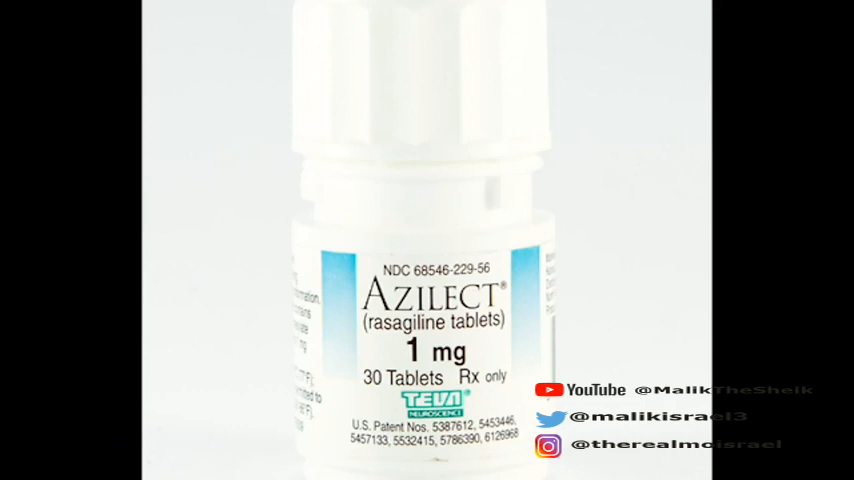 NDC 68546-229-56
AZILECT®
(rasagiline tablets)
1 mg
30 Tablets Rx only
TEVA®
NEUROSCIENCE
U.S. Patent Nos. 5387612, 5453446,
5457133, 5532415, 5786390, 6126968
YouTube @MalikTheSheik
@malikisrael3
@therealmoisrael